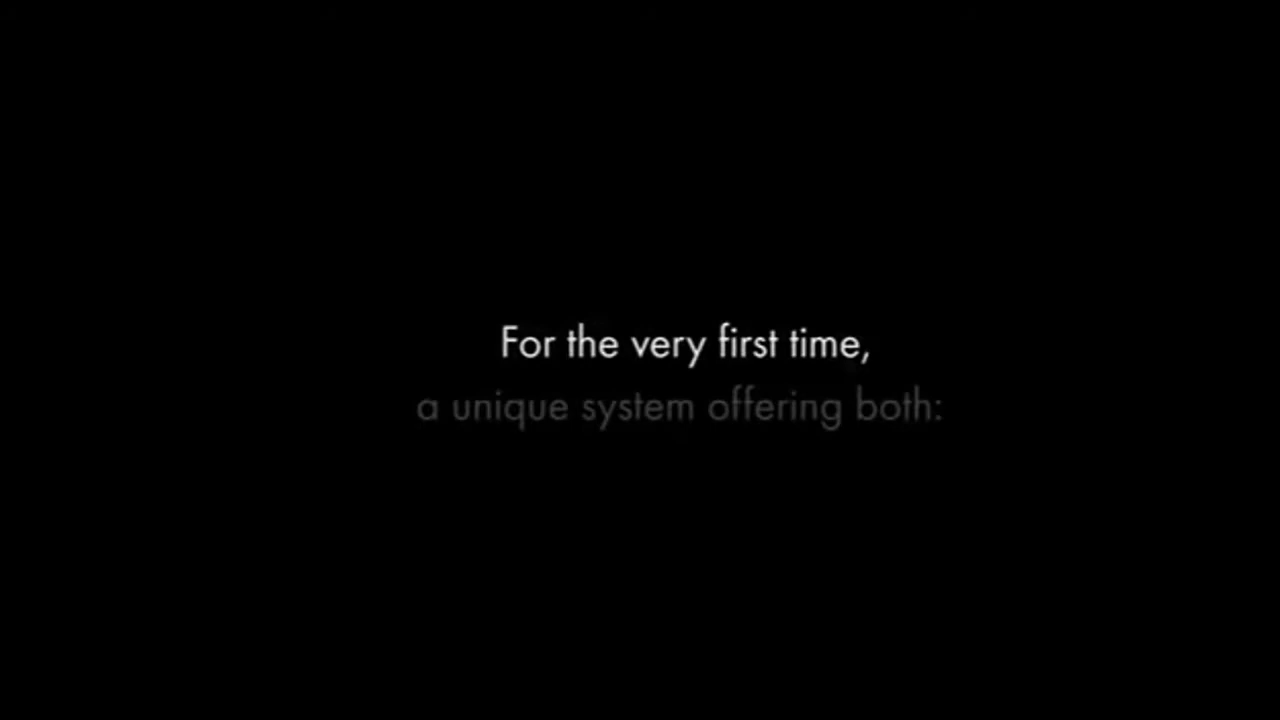 For the very first time,
a unique system offering both: